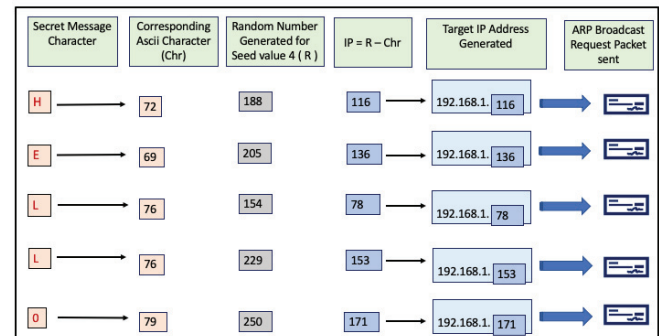 Secret Message Character
Corresponding Ascii Character (Chr)
Random Number Generated for Seed value 4 ( R )
IP = R – Chr
Target IP Address Generated
ARP Broadcast Request Packet sent
H 72 188 116 192.168.1. 116
E 69 205 136 192.168.1. 136
L 76 154 78 192.168.1. 78
L 76 229 153 192.168.1. 153
0 79 250 171 192.168.1. 171